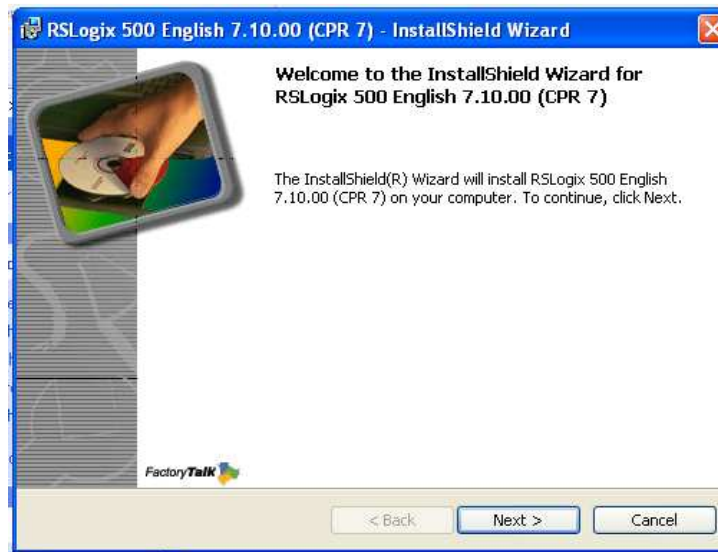 RSLogix 500 English 7.10.00 (CPR 7) - InstallShield Wizard
Welcome to the InstallShield Wizard for
RSLogix 500 English 7.10.00 (CPR 7)
The InstallShield(R) Wizard will install RSLogix 500 English
7.10.00 (CPR 7) on your computer. To continue, click Next.
FactoryTalk
< Back
Next >
Cancel